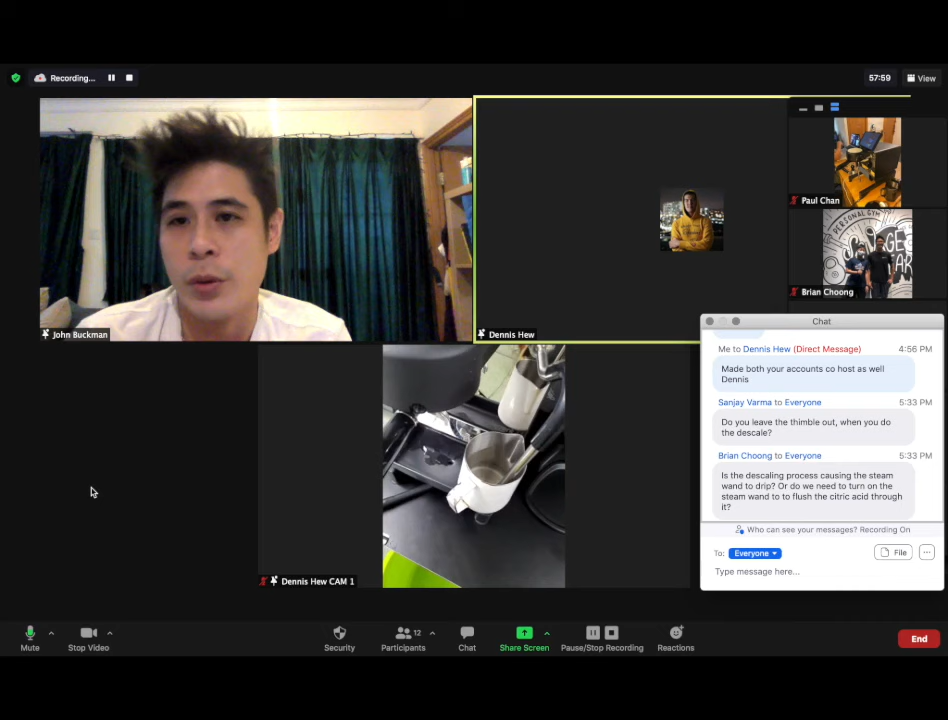 Recording...
57:59
View
John Buckman
Dennis Hew
Paul Chan
PERSONAL GYM
Brian Choong
Dennis Hew CAM 1
Chat
Me to Dennis Hew (Direct Message) 4:56 PM
Made both your accounts co host as well
Dennis
Sanjay Varma to Everyone 5:33 PM
Do you leave the thimble out, when you do
the descale?
Brian Choong to Everyone 5:33 PM
Is the descaling process causing the steam
wand to drip? Or do we need to turn on the
steam wand to to flush the citric acid through
it?
Who can see your messages? Recording On
To: Everyone
File
Type message here...
Mute
Stop Video
Security
12
Participants
Chat
Share Screen
Pause/Stop Recording
Reactions
End